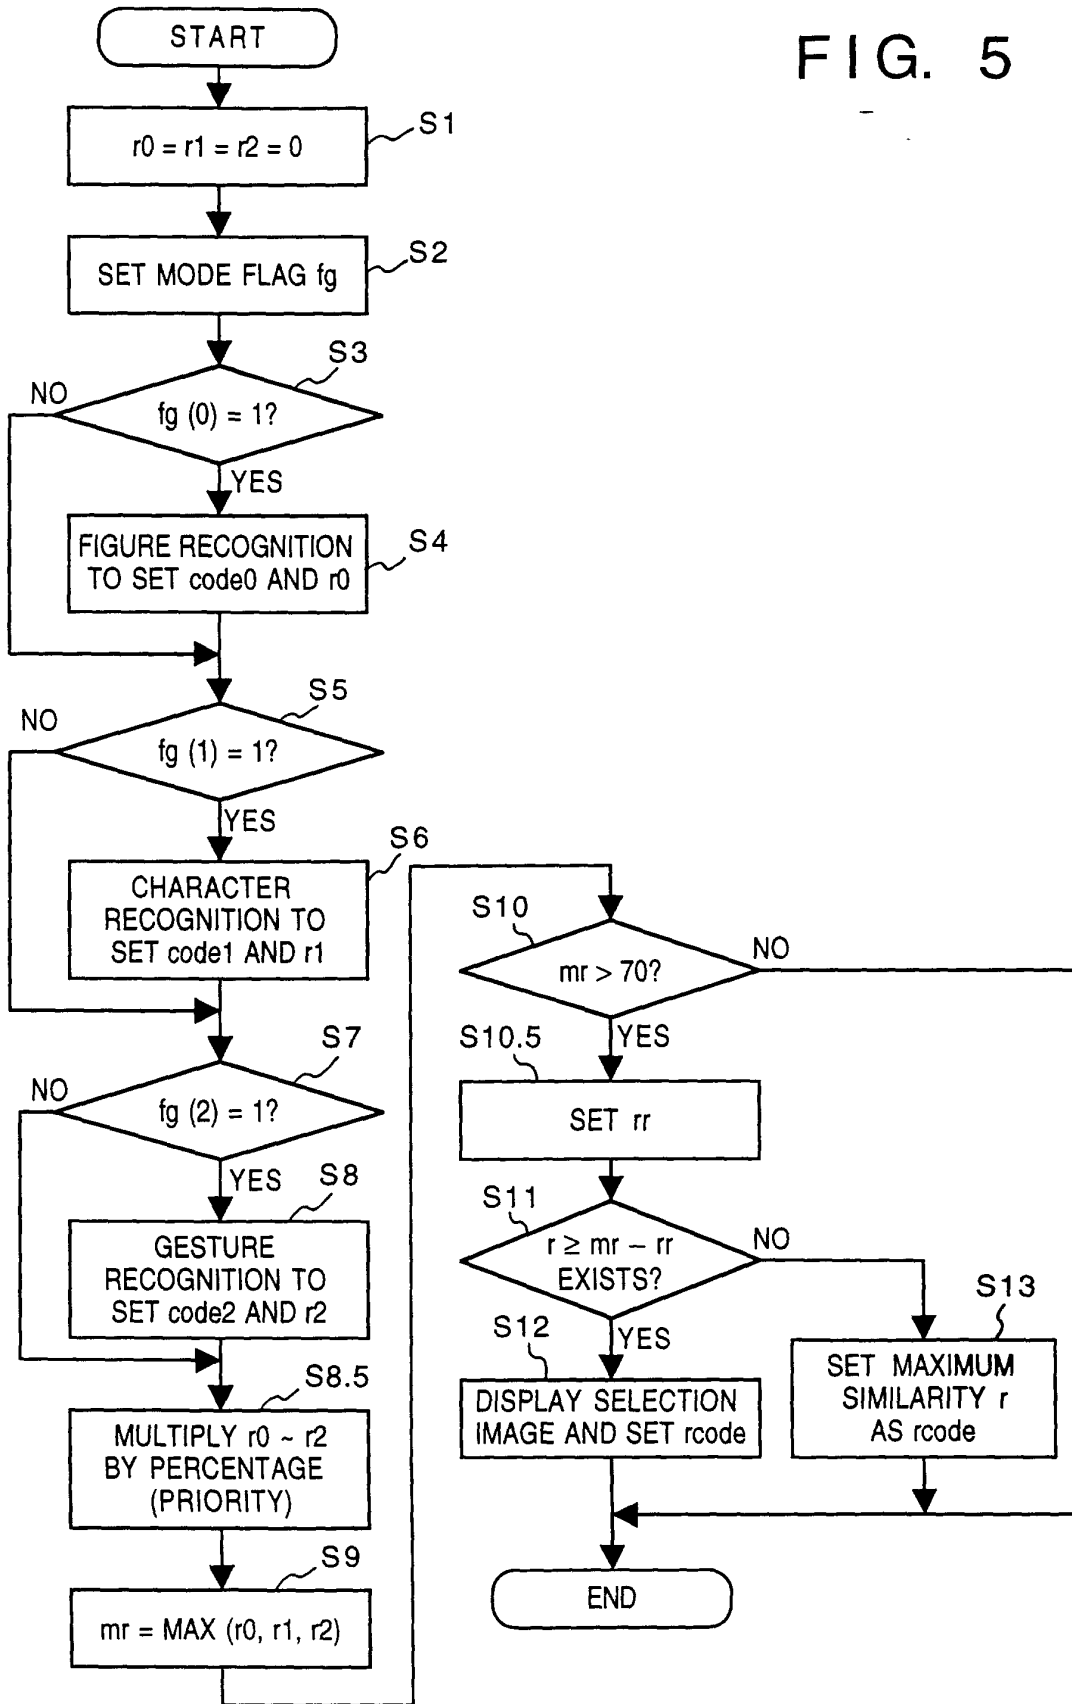 FIG. 5
START
S1
r0 = r1 = r2 = 0
S2
SET MODE FLAG fg
S3
NO
fg (0) = 1?
YES
S4
FIGURE RECOGNITION
TO SET code0 AND r0
S5
NO
fg (1) = 1?
YES
S6
CHARACTER
RECOGNITION TO
SET code1 AND r1
S7
NO
fg (2) = 1?
YES
S8
GESTURE
RECOGNITION TO
SET code2 AND r2
S8.5
MULTIPLY r0 ~ r2
BY PERCENTAGE
(PRIORITY)
S9
mr = MAX (r0, r1, r2)
S10
NO
mr > 70?
YES
S10.5
SET rr
S11
NO
r ≥ mr – rr
EXISTS?
YES
S12
DISPLAY SELECTION
IMAGE AND SET rcode
S13
SET MAXIMUM
SIMILARITY r
AS rcode
END